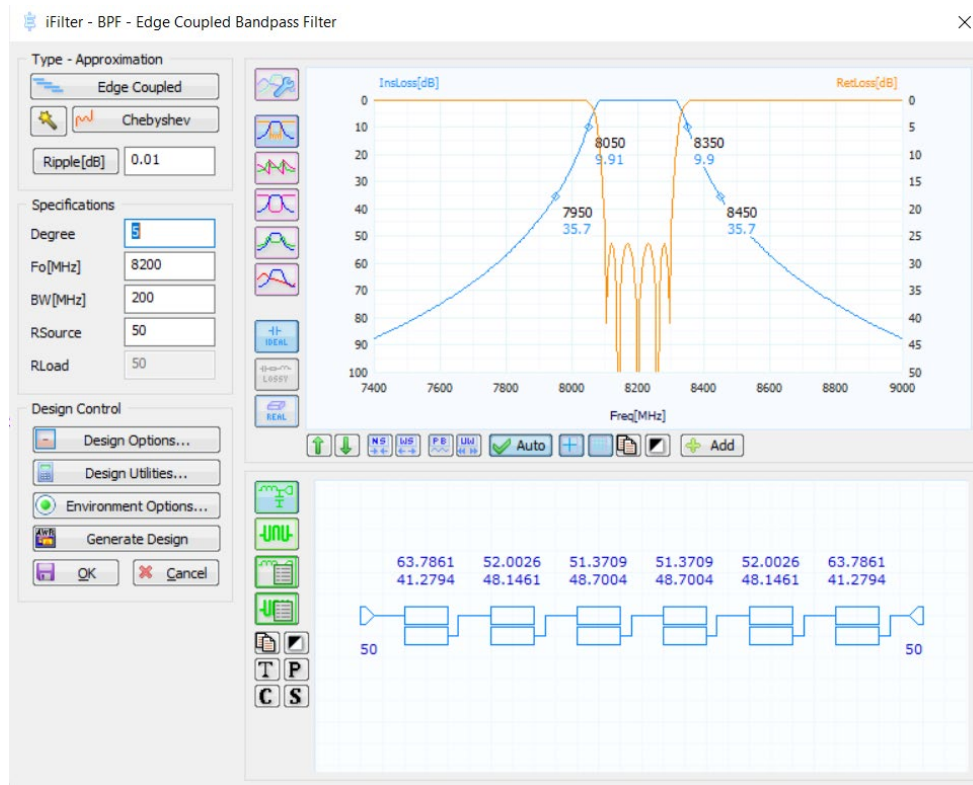 iFilter - BPF - Edge Coupled Bandpass Filter
Type - Approximation
Edge Coupled
Chebyshev
Ripple[dB] 0.01
Specifications
Degree 5
Fo[MHz] 8200
BW[MHz] 200
RSource 50
RLoad 50
Design Control
Design Options...
Design Utilities...
Environment Options...
AWR Generate Design
OK Cancel
IDEAL
LOSSY
REAL
InsLoss[dB] RetLoss[dB]
0 0
10 5
20 10
30 15
40 20
50 25
60 30
70 35
80 40
90 45
100 50
8050 8350
9.91 9.9
7950 8450
35.7 35.7
7400 7600 7800 8000 8200 8400 8600 8800 9000
Freq[MHz]
NS WS PB UW Auto Add
T P
C S
63.7861 52.0026 51.3709 51.3709 52.0026 63.7861
41.2794 48.1461 48.7004 48.7004 48.1461 41.2794
50 50